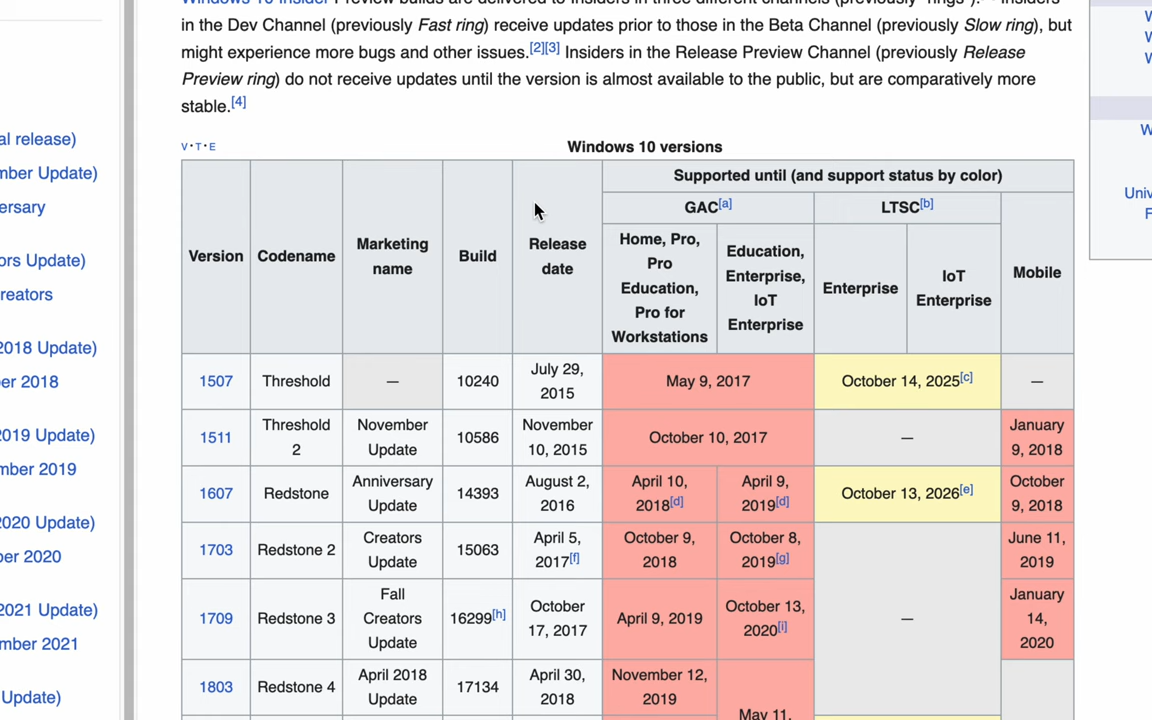 Windows 10 Insider Preview builds are delivered to Insiders in three different channels (previously "rings").
Insiders
in the Dev Channel (previously Fast ring) receive updates prior to those in the Beta Channel (previously Slow ring), but
might experience more bugs and other issues.[2][3] Insiders in the Release Preview Channel (previously Release
Preview ring) do not receive updates until the version is almost available to the public, but are comparatively more
stable.[4]
al release)
mber Update)
ersary
ors Update)
reators
2018 Update)
er 2018
2019 Update)
mber 2019
2020 Update)
er 2020
2021 Update)
mber 2021
Update)
V·T·E
Windows 10 versions
Version
Codename
Marketing
name
Build
Release
date
Supported until (and support status by color)
GAC[a]
LTSC[b]
Mobile
Home, Pro,
Pro
Education,
Pro for
Workstations
Education,
Enterprise,
IoT
Enterprise
Enterprise
IoT
Enterprise
1507
Threshold
—
10240
July 29,
2015
May 9, 2017
October 14, 2025[c]
—
1511
Threshold
2
November
Update
10586
November
10, 2015
October 10, 2017
—
January
9, 2018
1607
Redstone
Anniversary
Update
14393
August 2,
2016
April 10,
2018[d]
April 9,
2019[d]
October 13, 2026[e]
October
9, 2018
1703
Redstone 2
Creators
Update
15063
April 5,
2017[f]
October 9,
2018
October 8,
2019[g]
—
June 11,
2019
1709
Redstone 3
Fall
Creators
Update
16299[h]
October
17, 2017
April 9, 2019
October 13,
2020[i]
January
14,
2020
1803
Redstone 4
April 2018
Update
17134
April 30,
2018
November 12,
2019
May 11,
W
W
W
W
Univ
F